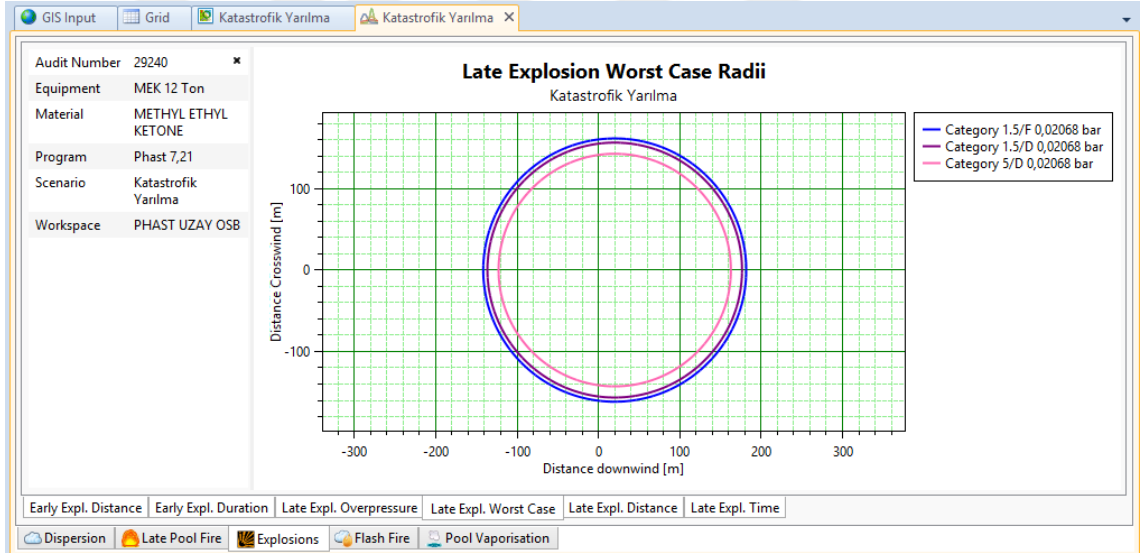 GIS Input
Grid
Katastrofik Yarılma
Katastrofik Yarılma
Audit Number 29240
Equipment MEK 12 Ton
Material METHYL ETHYL
KETONE
Program Phast 7,21
Scenario Katastrofik
Yarılma
Workspace PHAST UZAY OSB
Late Explosion Worst Case Radii
Katastrofik Yarılma
Category 1.5/F 0,02068 bar
Category 1.5/D 0,02068 bar
Category 5/D 0,02068 bar
Distance Crosswind [m]
100
0
-100
-300 -200 -100 0 100 200 300
Distance downwind [m]
Early Expl. Distance Early Expl. Duration Late Expl. Overpressure Late Expl. Worst Case Late Expl. Distance Late Expl. Time
Dispersion Late Pool Fire Explosions Flash Fire Pool Vaporisation